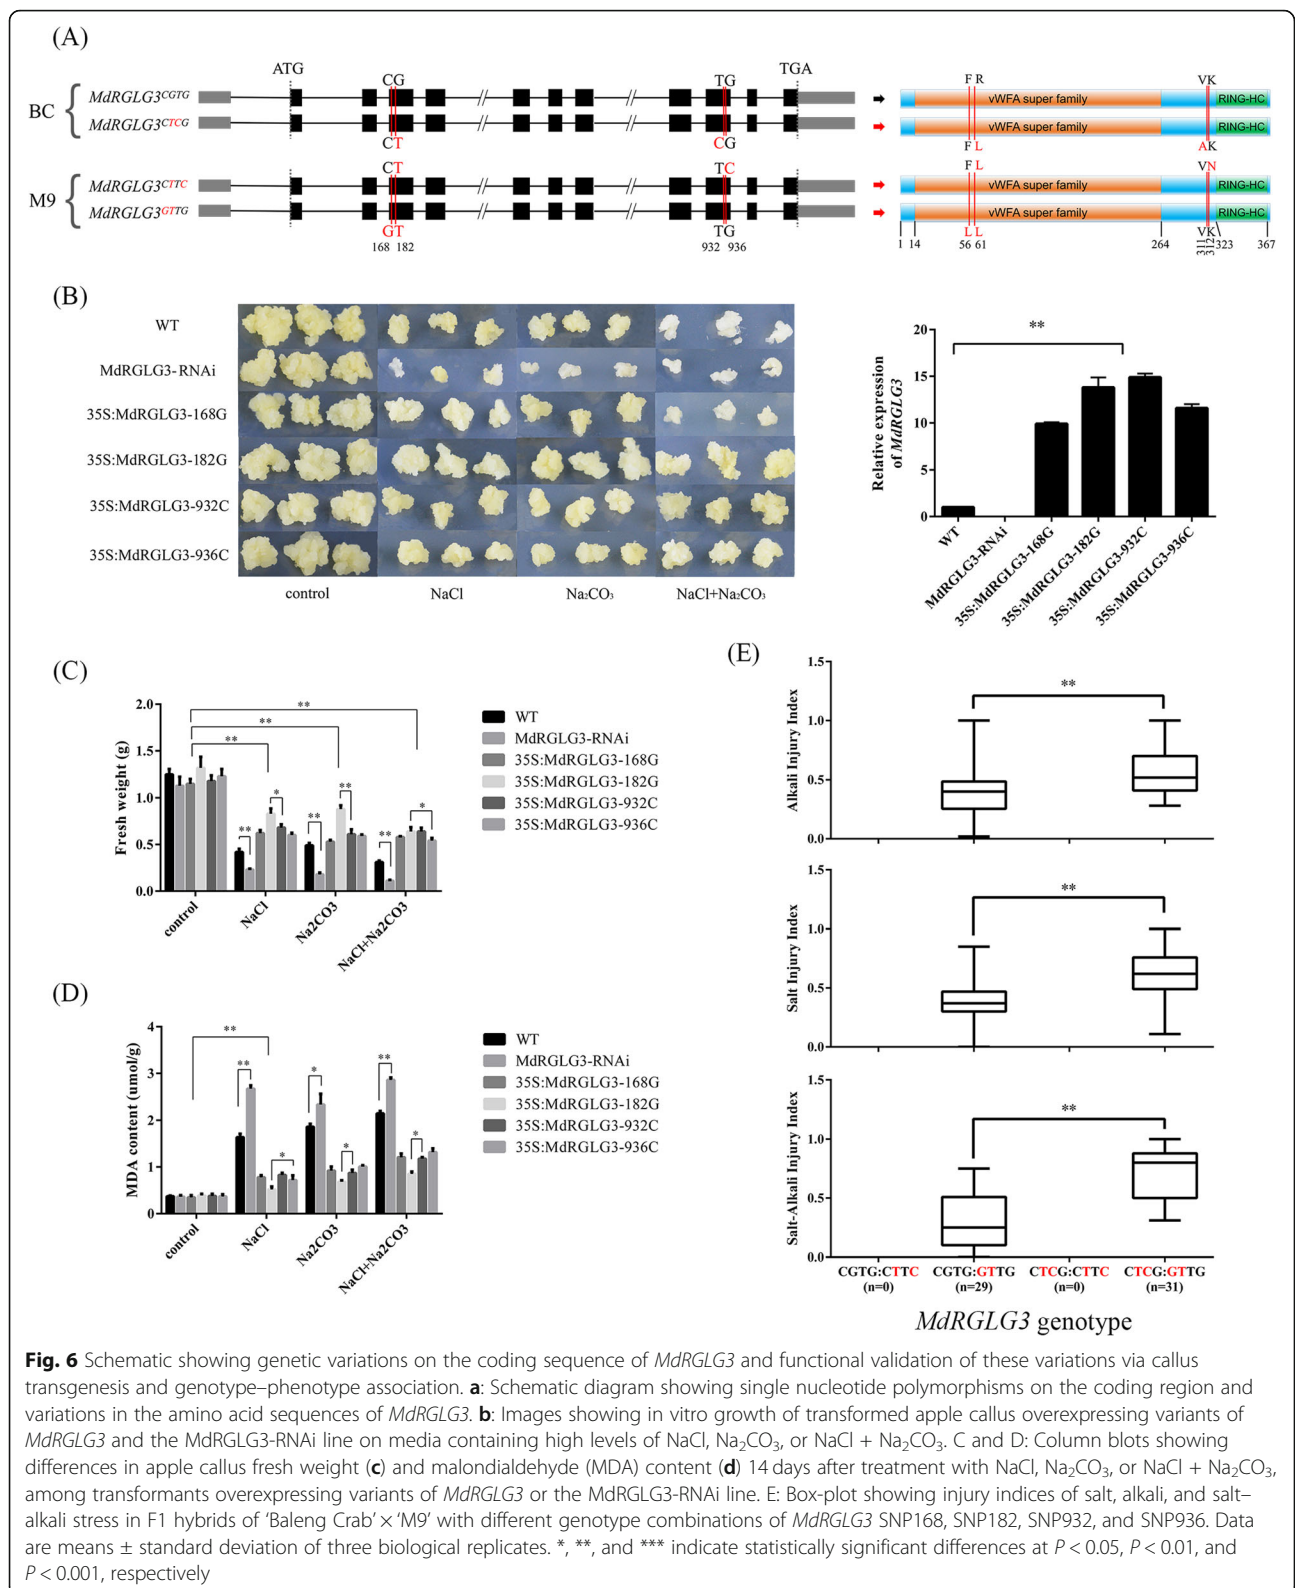 (A)
ATG
CG
TG
TGA
F R
VK
BC
MdRGLG3CGTG
vWFA super family
RING-HC
MdRGLG3CTCG
vWFA super family
RING-HC
CT
CG
F L
AK
CT
TC
F L
VN
M9
MdRGLG3CTTC
vWFA super family
RING-HC
MdRGLG3GTTG
vWFA super family
RING-HC
GT
TG
L L
VK
168 182
932 936
1 14
56 61
264
311
312
323
367
(B)
WT
MdRGLG3-RNAi
35S:MdRGLG3-168G
35S:MdRGLG3-182G
35S:MdRGLG3-932C
35S:MdRGLG3-936C
control
NaCl
Na₂CO₃
NaCl+Na₂CO₃
Relative expression
of MdRGLG3
20
15
10
5
0
**
WT
MdRGLG3-RNAi
35S:MdRGLG3-168G
35S:MdRGLG3-182G
35S:MdRGLG3-932C
35S:MdRGLG3-936C
(C)
Fresh weight (g)
2.0
1.5
1.0
0.5
0.0
**
**
**
** *
** **
** *
control
NaCl
Na2CO3
NaCl+Na2CO3
WT
MdRGLG3-RNAi
35S:MdRGLG3-168G
35S:MdRGLG3-182G
35S:MdRGLG3-932C
35S:MdRGLG3-936C
(D)
MDA content (umol/g)
4
3
2
1
0
**
** *
* *
** *
control
NaCl
Na2CO3
NaCl+Na2CO3
WT
MdRGLG3-RNAi
35S:MdRGLG3-168G
35S:MdRGLG3-182G
35S:MdRGLG3-932C
35S:MdRGLG3-936C
(E)
Alkali Injury Index
1.5
1.0
0.5
0.0
**
Salt Injury Index
1.5
1.0
0.5
0.0
**
Salt-Alkali Injury Index
1.5
1.0
0.5
0.0
**
CGTG:CTTC CGTG:GTTG CTCG:CTTC CTCG:GTTG
(n=0) (n=29) (n=0) (n=31)
MdRGLG3 genotype
Fig. 6 Schematic showing genetic variations on the coding sequence of MdRGLG3 and functional validation of these variations via callus
transgenesis and genotype–phenotype association. a: Schematic diagram showing single nucleotide polymorphisms on the coding region and
variations in the amino acid sequences of MdRGLG3. b: Images showing in vitro growth of transformed apple callus overexpressing variants of
MdRGLG3 and the MdRGLG3-RNAi line on media containing high levels of NaCl, Na₂CO₃, or NaCl + Na₂CO₃. C and D: Column blots showing
differences in apple callus fresh weight (c) and malondialdehyde (MDA) content (d) 14 days after treatment with NaCl, Na₂CO₃, or NaCl + Na₂CO₃,
among transformants overexpressing variants of MdRGLG3 or the MdRGLG3-RNAi line. E: Box-plot showing injury indices of salt, alkali, and salt–
alkali stress in F1 hybrids of ‘Baleng Crab’ × ‘M9’ with different genotype combinations of MdRGLG3 SNP168, SNP182, SNP932, and SNP936. Data
are means ± standard deviation of three biological replicates. *, **, and *** indicate statistically significant differences at P < 0.05, P < 0.01, and
P < 0.001, respectively